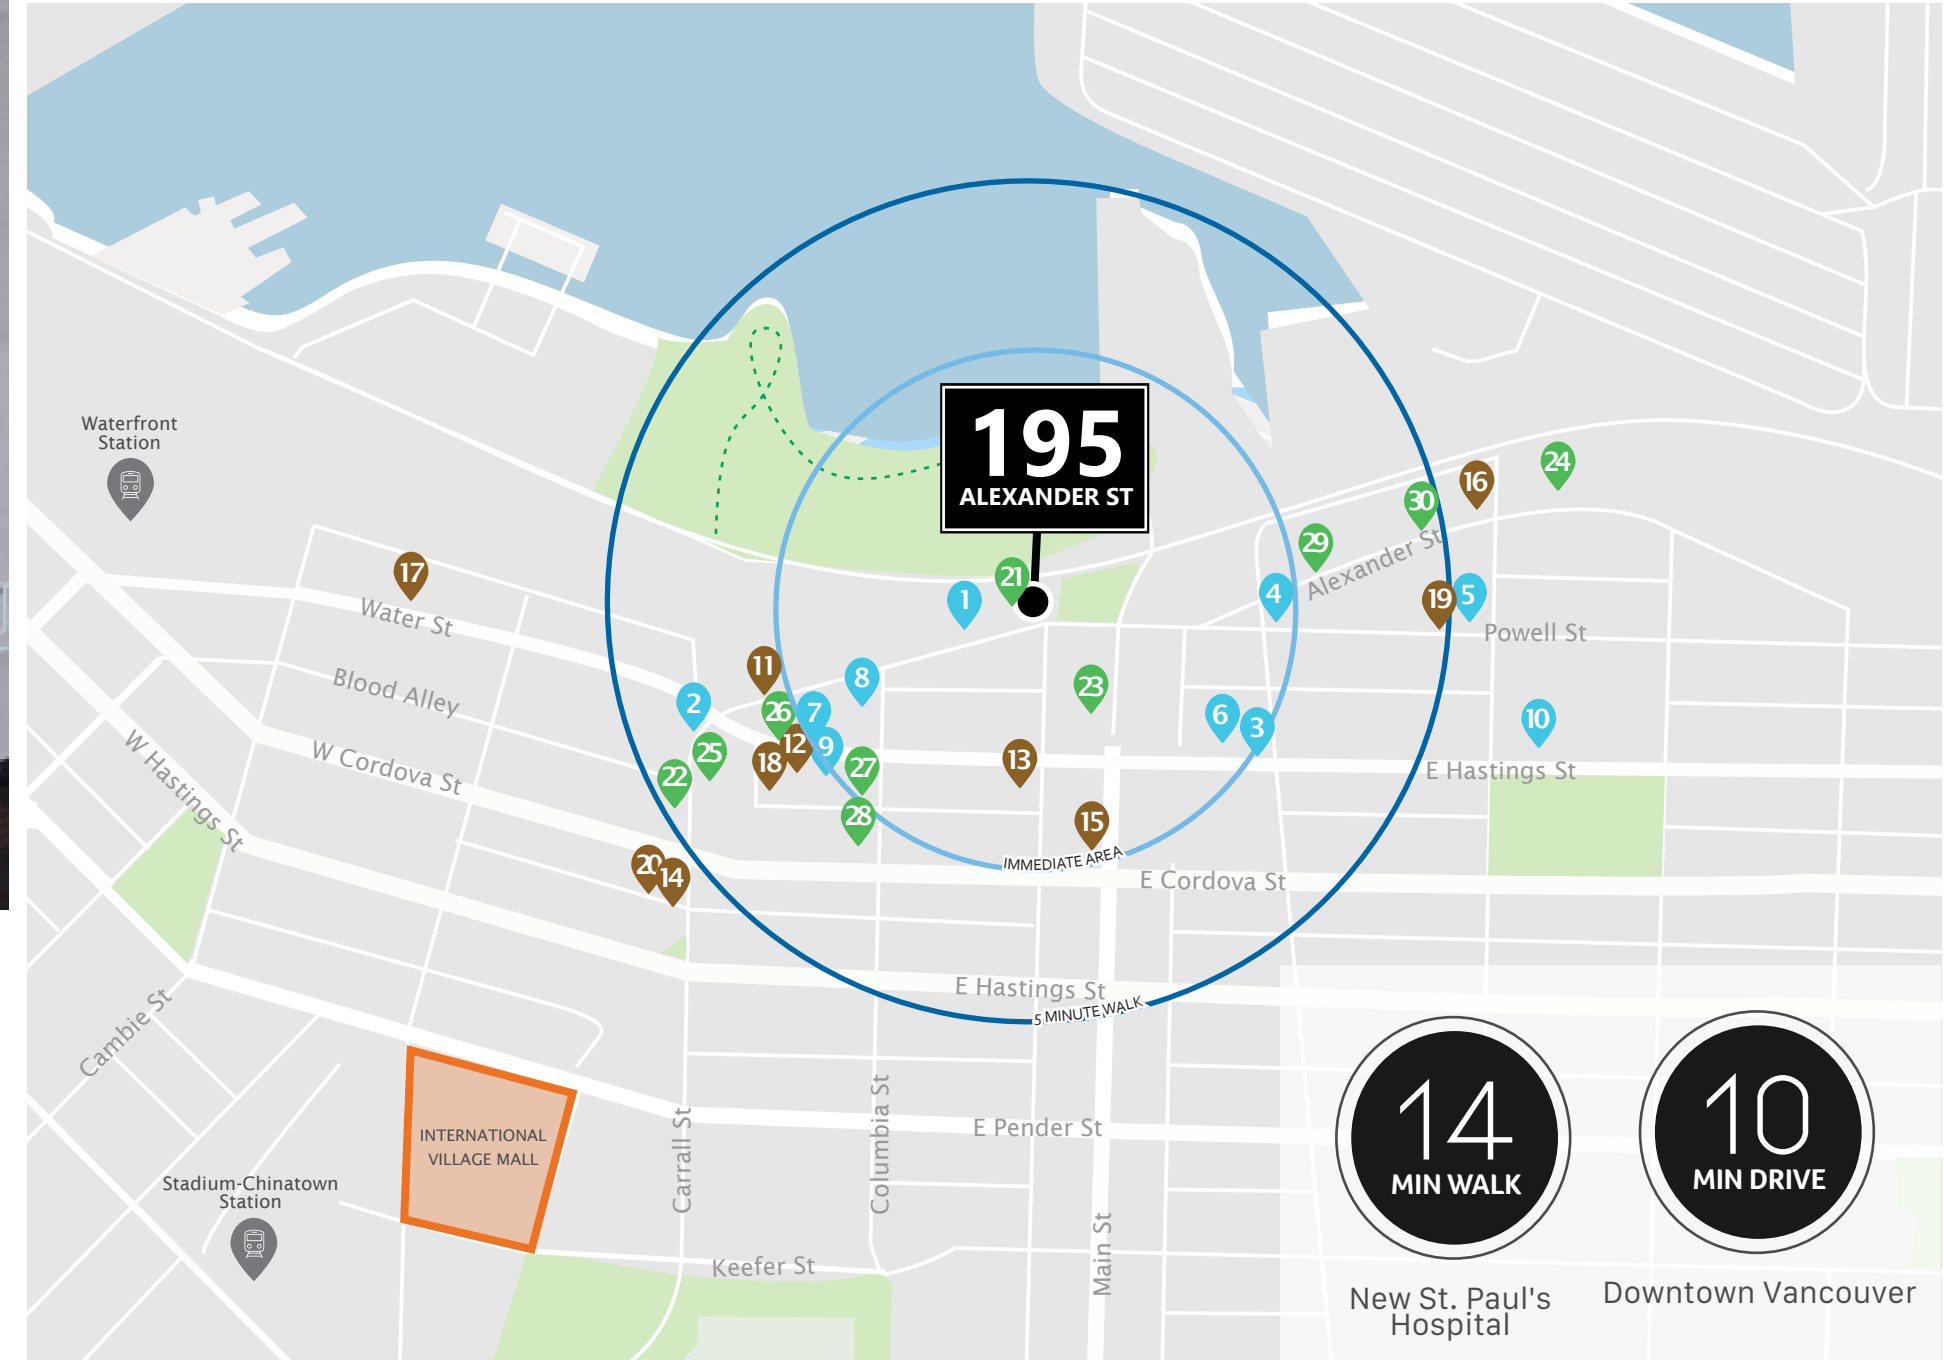 Waterfront
Station
195
ALEXANDER ST
24
16
30
29
Alexander St
17
21
1
4
19
5
Water St
Powell St
11
8
23
Blood Alley
2
26
7
6
3
10
12
9
25
18
27
13
22
W Hastings St
W Cordova St
E Hastings St
28
15
IMMEDIATE AREA
20
14
E Cordova St
E Hastings St
5 MINUTE WALK
Cambie St
INTERNATIONAL
VILLAGE MALL
Carrall St
Columbia St
E Pender St
Main St
Stadium-Chinatown
Station
Keefer St
14
MIN WALK
New St. Paul's
Hospital
10
MIN DRIVE
Downtown Vancouver